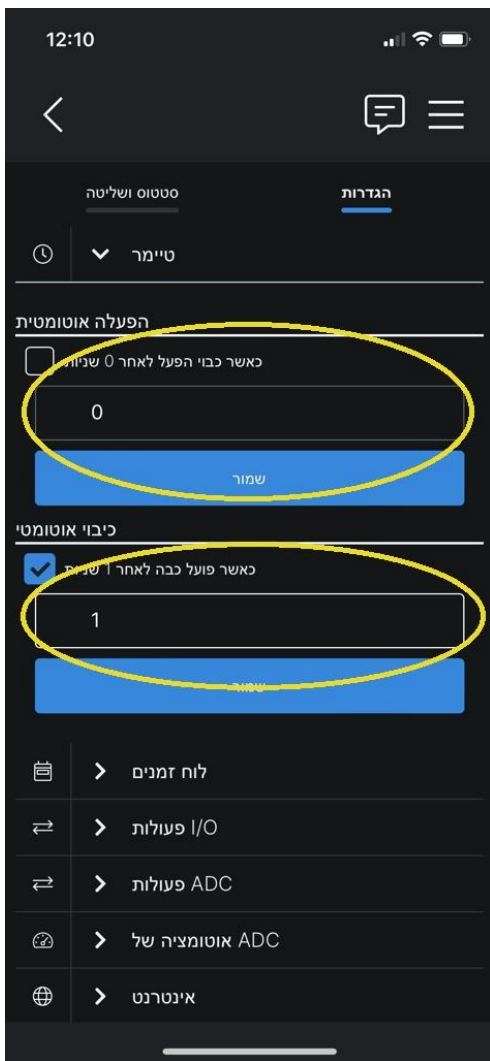 12:10
הגדרות
סטטוס ושליטה
טיימר
הפעלה אוטומטית
כאשר כבוי הפעל לאחר 0 שניות
0
שמור
כיבוי אוטומטי
כאשר פועל כבה לאחר 1 שניות
1
שמור
לוח זמנים
I/O פעולות
ADC פעולות
ADC אוטומציה של
אינטרנט